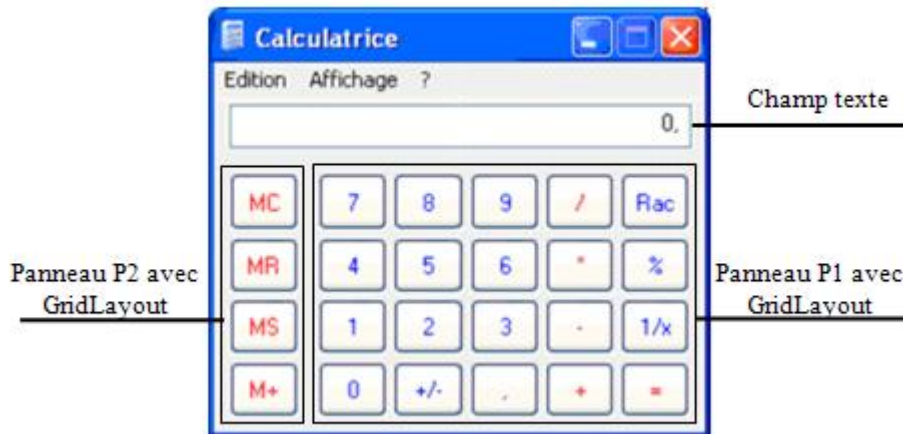 Calculatrice
Edition Affichage ?
0,
Champ texte
MC 7 8 9 / Rac
MR 4 5 6 * %
MS 1 2 3 - 1/x
M+ 0 +/- , + =
Panneau P2 avec
GridLayout
Panneau P1 avec
GridLayout